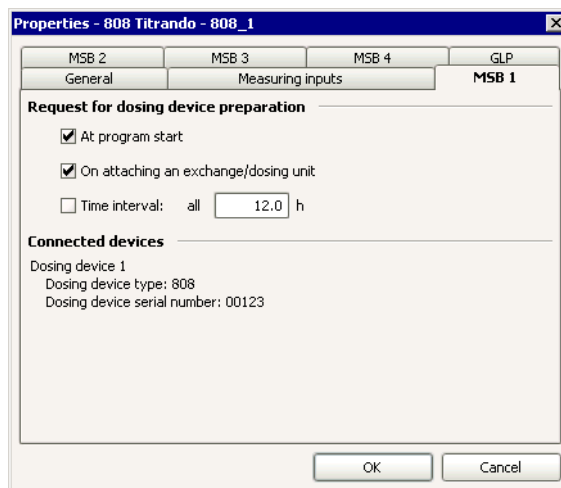 Properties - 808 Titrando - 808_1
MSB 2 MSB 3 MSB 4 GLP
General Measuring inputs MSB 1
Request for dosing device preparation
At program start
On attaching an exchange/dosing unit
Time interval: all 12.0 h
Connected devices
Dosing device 1
Dosing device type: 808
Dosing device serial number: 00123
OK Cancel